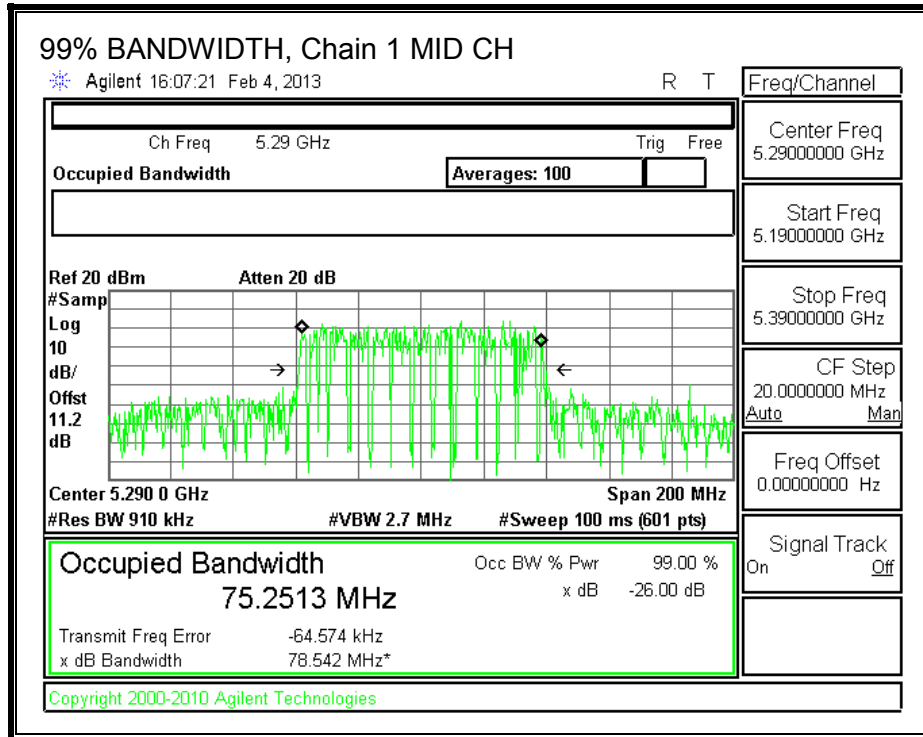 99% BANDWIDTH, Chain 1 MID CH
Agilent 16:07:21 Feb 4, 2013 R T
Freq/Channel
Ch Freq 5.29 GHz Trig Free
Occupied Bandwidth Averages: 100
Center Freq
5.29000000 GHz
Start Freq
5.19000000 GHz
Stop Freq
5.39000000 GHz
CF Step
20.0000000 MHz
Auto Man
Freq Offset
0.00000000 Hz
Signal Track
On Off
Ref 20 dBm Atten 20 dB
#Samp
Log
10
dB/
Offst
11.2
dB
Center 5.290 0 GHz Span 200 MHz
#Res BW 910 kHz #VBW 2.7 MHz #Sweep 100 ms (601 pts)
Occupied Bandwidth Occ BW % Pwr 99.00 %
75.2513 MHz x dB -26.00 dB
Transmit Freq Error -64.574 kHz
x dB Bandwidth 78.542 MHz*
Copyright 2000-2010 Agilent Technologies